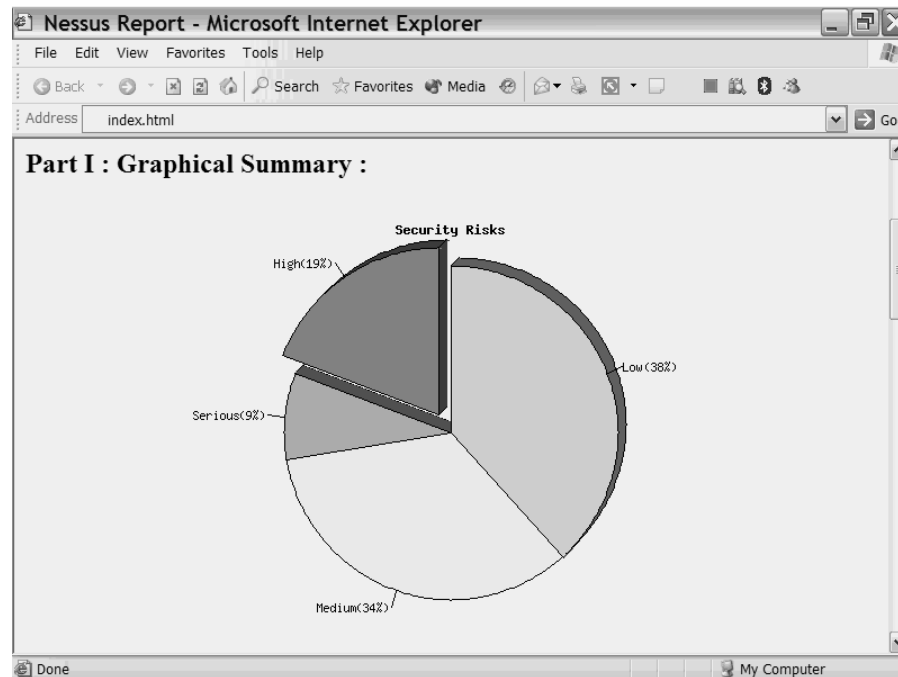 Nessus Report - Microsoft Internet Explorer
File Edit View Favorites Tools Help
Back Search Favorites Media
Address index.html Go
Part I : Graphical Summary :
Security Risks
High(19%)
Low(38%)
Serious(9%)
Medium(34%)
Done My Computer